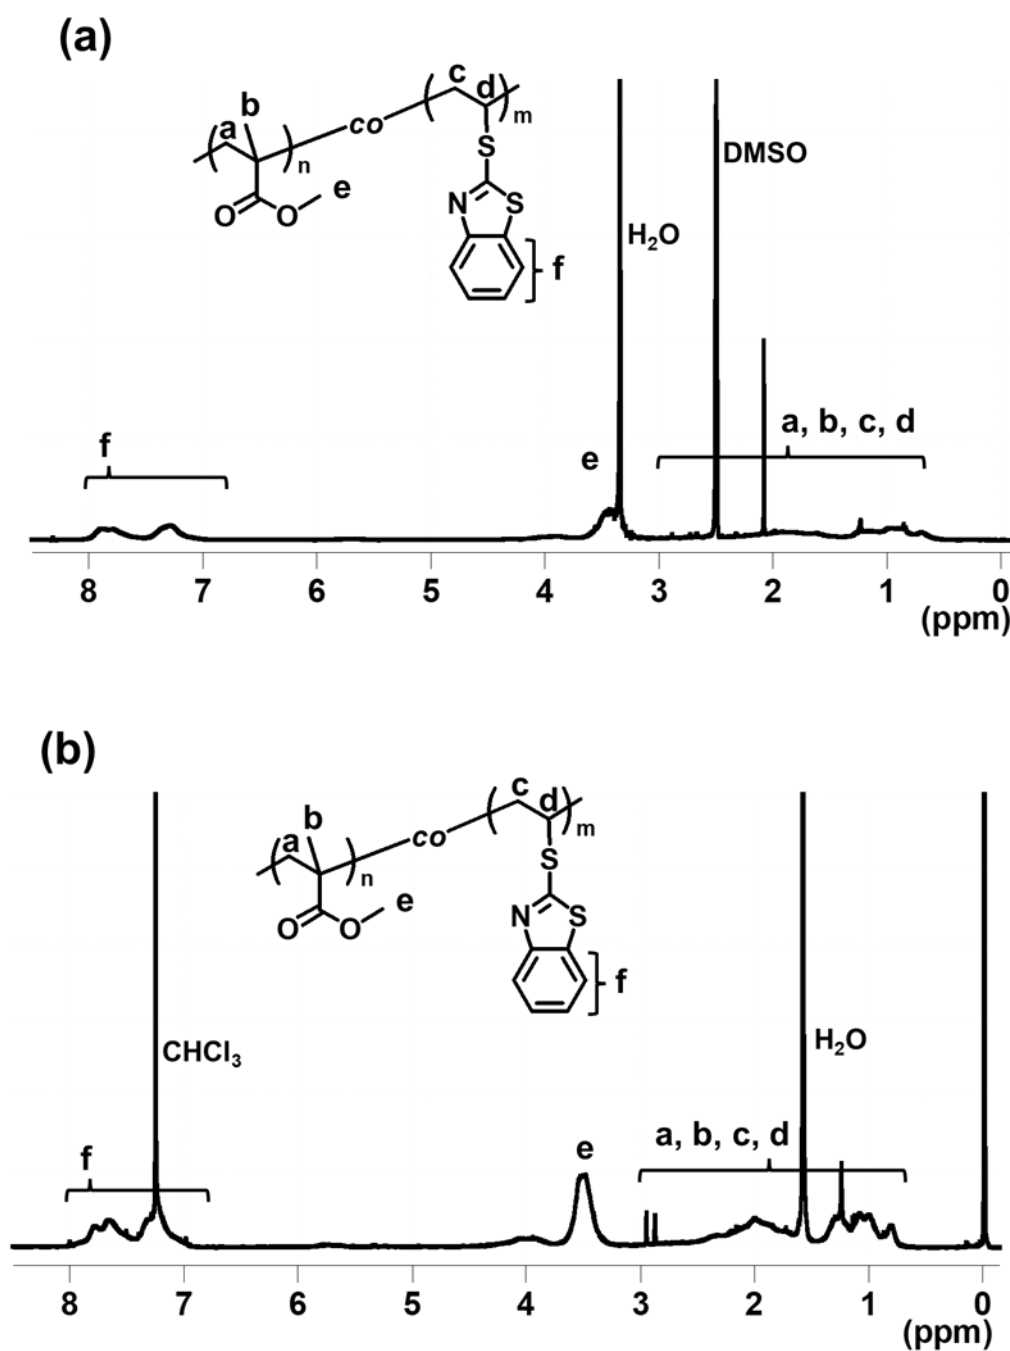 (a)
c
d
b
a
co
m
n
S
e
O
O
N
S
f
DMSO
H₂O
a, b, c, d
e
f
8 7 6 5 4 3 2 1 0
(ppm)
(b)
c
d
b
a
co
m
n
S
e
O
O
N
S
f
CHCl₃
H₂O
a, b, c, d
e
f
8 7 6 5 4 3 2 1 0
(ppm)